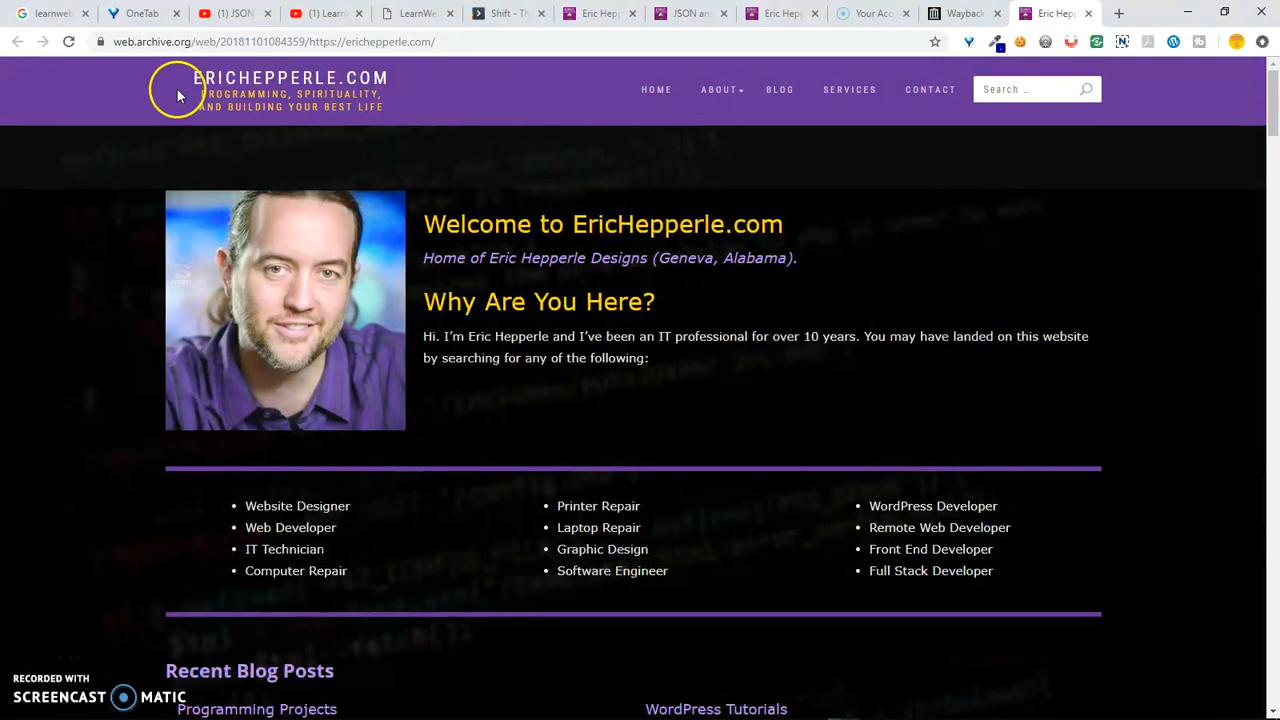 learnweb
OneTab
(1) JSON
(1) Learn
LearnWe
Shift - Th
Eric Hepp
JSON an
Eric Hepp
Your Acc
Wayback
Eric Hepp
web.archive.org/web/20181101084359/https://erichepperle.com/
ERICHEPPERLE.COM
PROGRAMMING, SPIRITUALITY,
AND BUILDING YOUR BEST LIFE
HOME ABOUT BLOG SERVICES CONTACT Search …
Welcome to EricHepperle.com
Home of Eric Hepperle Designs (Geneva, Alabama).
Why Are You Here?
Hi. I’m Eric Hepperle and I’ve been an IT professional for over 10 years. You may have landed on this website
by searching for any of the following:
• Website Designer
• Web Developer
• IT Technician
• Computer Repair
• Printer Repair
• Laptop Repair
• Graphic Design
• Software Engineer
• WordPress Developer
• Remote Web Developer
• Front End Developer
• Full Stack Developer
Recent Blog Posts
Programming Projects
WordPress Tutorials
RECORDED WITH
SCREENCAST MATIC